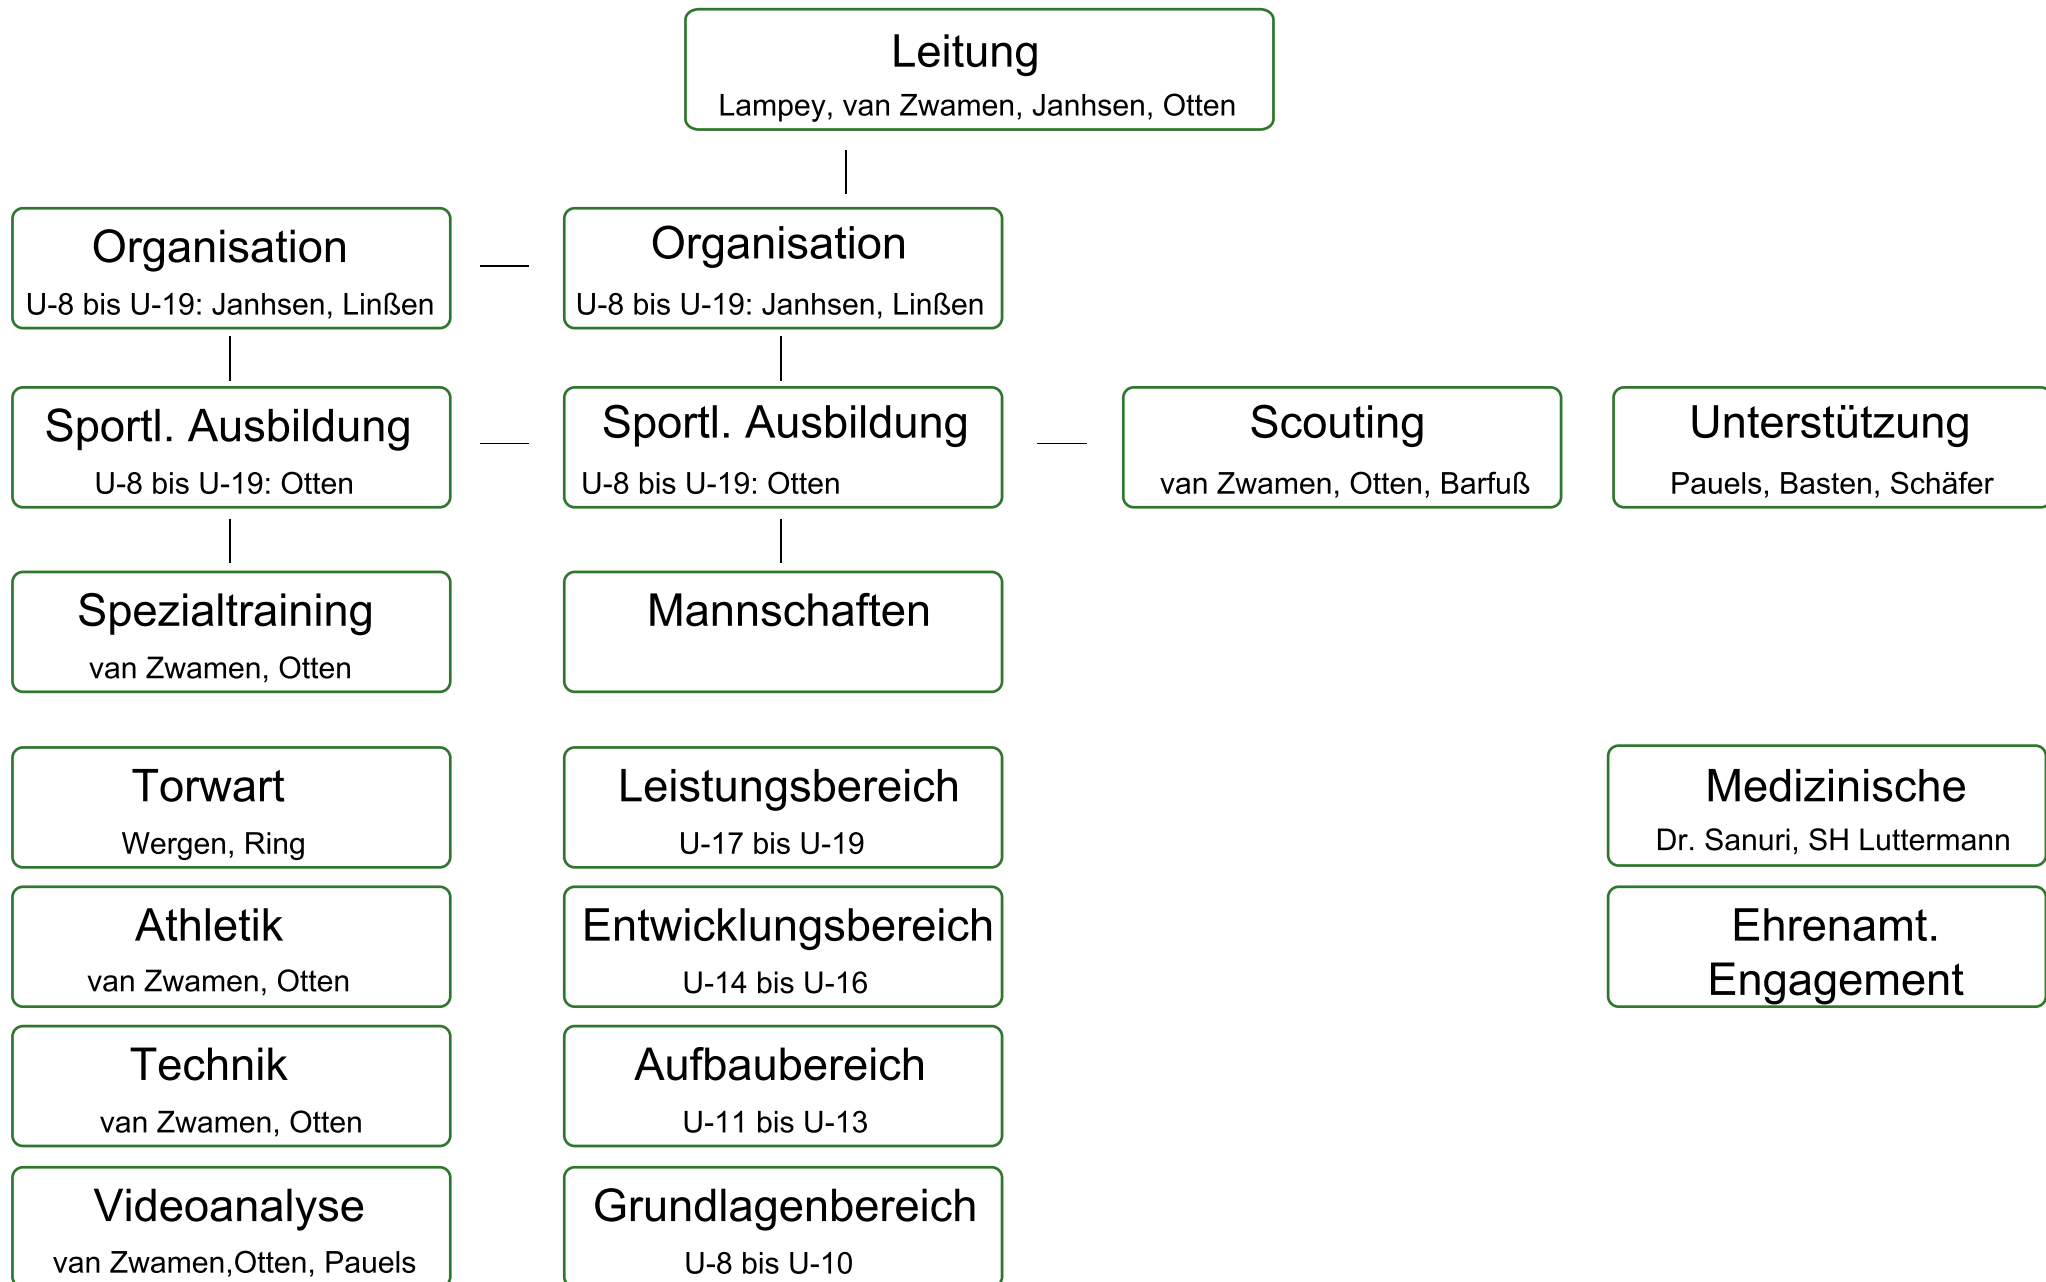 Leitung
Lampey, van Zwamen, Janhsen, Otten
Organisation
U-8 bis U-19: Janhsen, Linßen
Organisation
U-8 bis U-19: Janhsen, Linßen
Sportl. Ausbildung
U-8 bis U-19: Otten
Sportl. Ausbildung
U-8 bis U-19: Otten
Scouting
van Zwamen, Otten, Barfuß
Unterstützung
Pauels, Basten, Schäfer
Spezialtraining
van Zwamen, Otten
Mannschaften
Torwart
Wergen, Ring
Leistungsbereich
U-17 bis U-19
Medizinische
Dr. Sanuri, SH Luttermann
Athletik
van Zwamen, Otten
Entwicklungsbereich
U-14 bis U-16
Ehrenamt.
Engagement
Technik
van Zwamen, Otten
Aufbaubereich
U-11 bis U-13
Videoanalyse
van Zwamen,Otten, Pauels
Grundlagenbereich
U-8 bis U-10